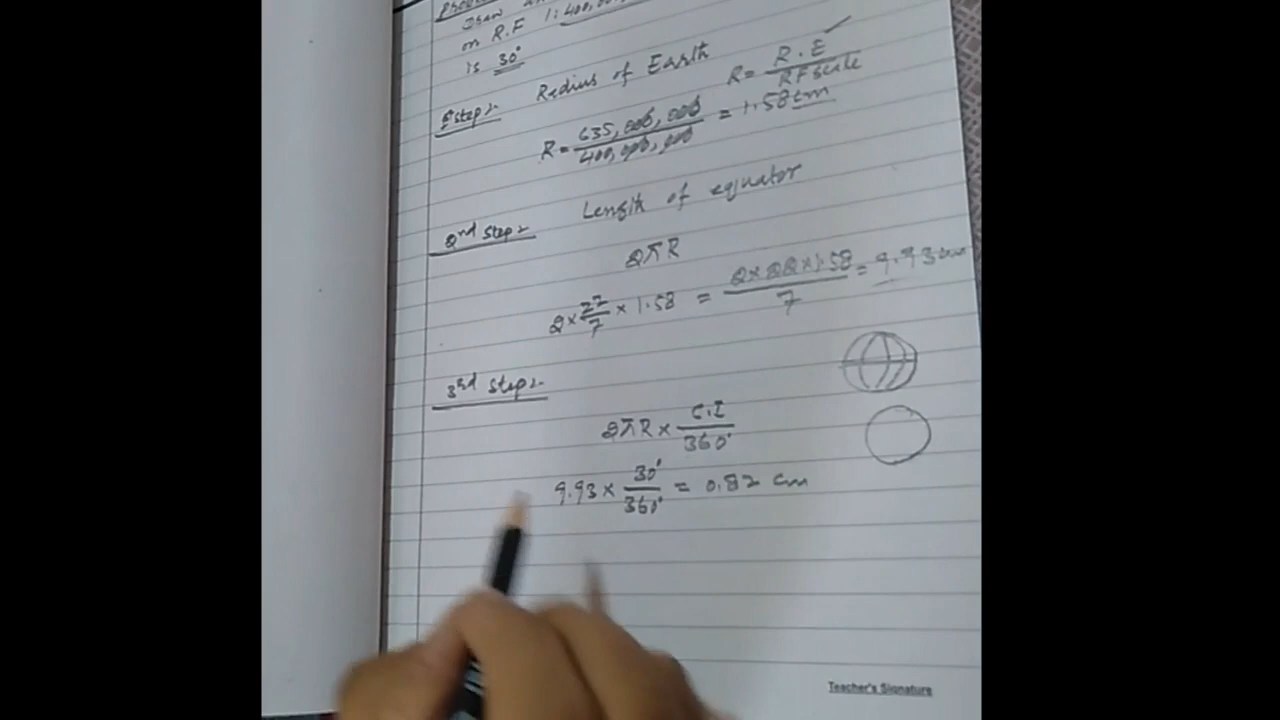 Draw
on R.F 1:400,
is 30°
Step:- Radius of Earth R = R.E / RF scale
R = 635,000,000 / 400,000,000 = 1.58 cm
2nd Step:- Length of equator
2πR
2 × 22/7 × 1.58 = 2×22×1.58 / 7 = 9.93 cm
3rd Step:-
2πR × C.I / 360°
9.93 × 30° / 360° = 0.82 cm
Teacher's Signature